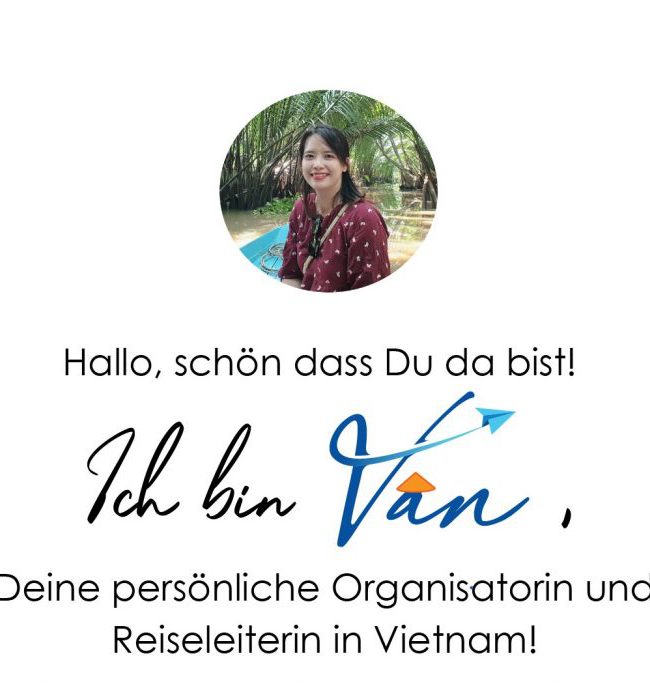 Hallo, schön dass Du da bist!
Ich bin Vân ,
Deine persönliche Organisatorin und
Reiseleiterin in Vietnam!